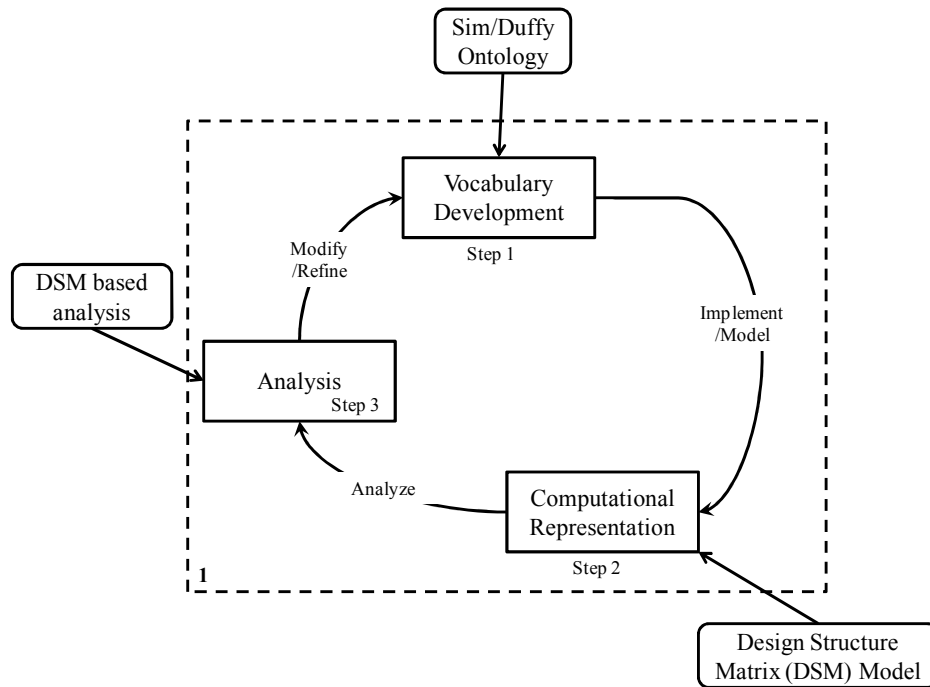 Sim/Duffy
Ontology
Vocabulary
Development
Step 1
Modify
/Refine
DSM based
analysis
Implement
/Model
Analysis
Step 3
Analyze
Computational
Representation
Step 2
1
Design Structure
Matrix (DSM) Model